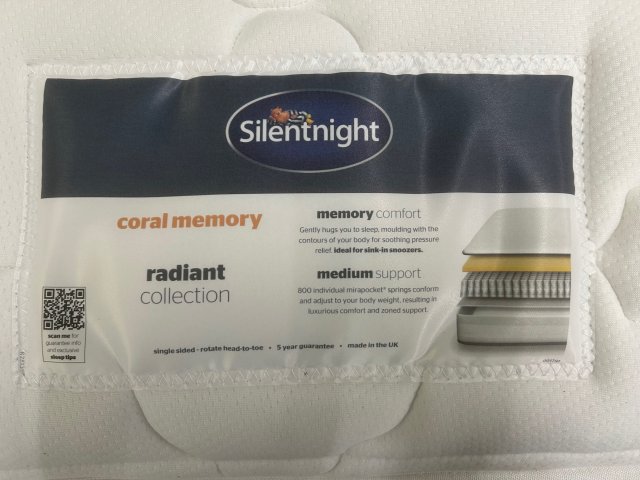 Silentnight
coral memory
radiant
collection
memory comfort
Gently hugs you to sleep, moulding with the
contours of your body for soothing pressure
relief. ideal for sink-in snoozers.
medium support
800 individual mirapocket® springs conform
and adjust to your body weight, resulting in
luxurious comfort and zoned support.
scan me for
guarantee info
and exclusive
sleep tips
single sided - rotate head-to-toe • 5 year guarantee • made in the UK